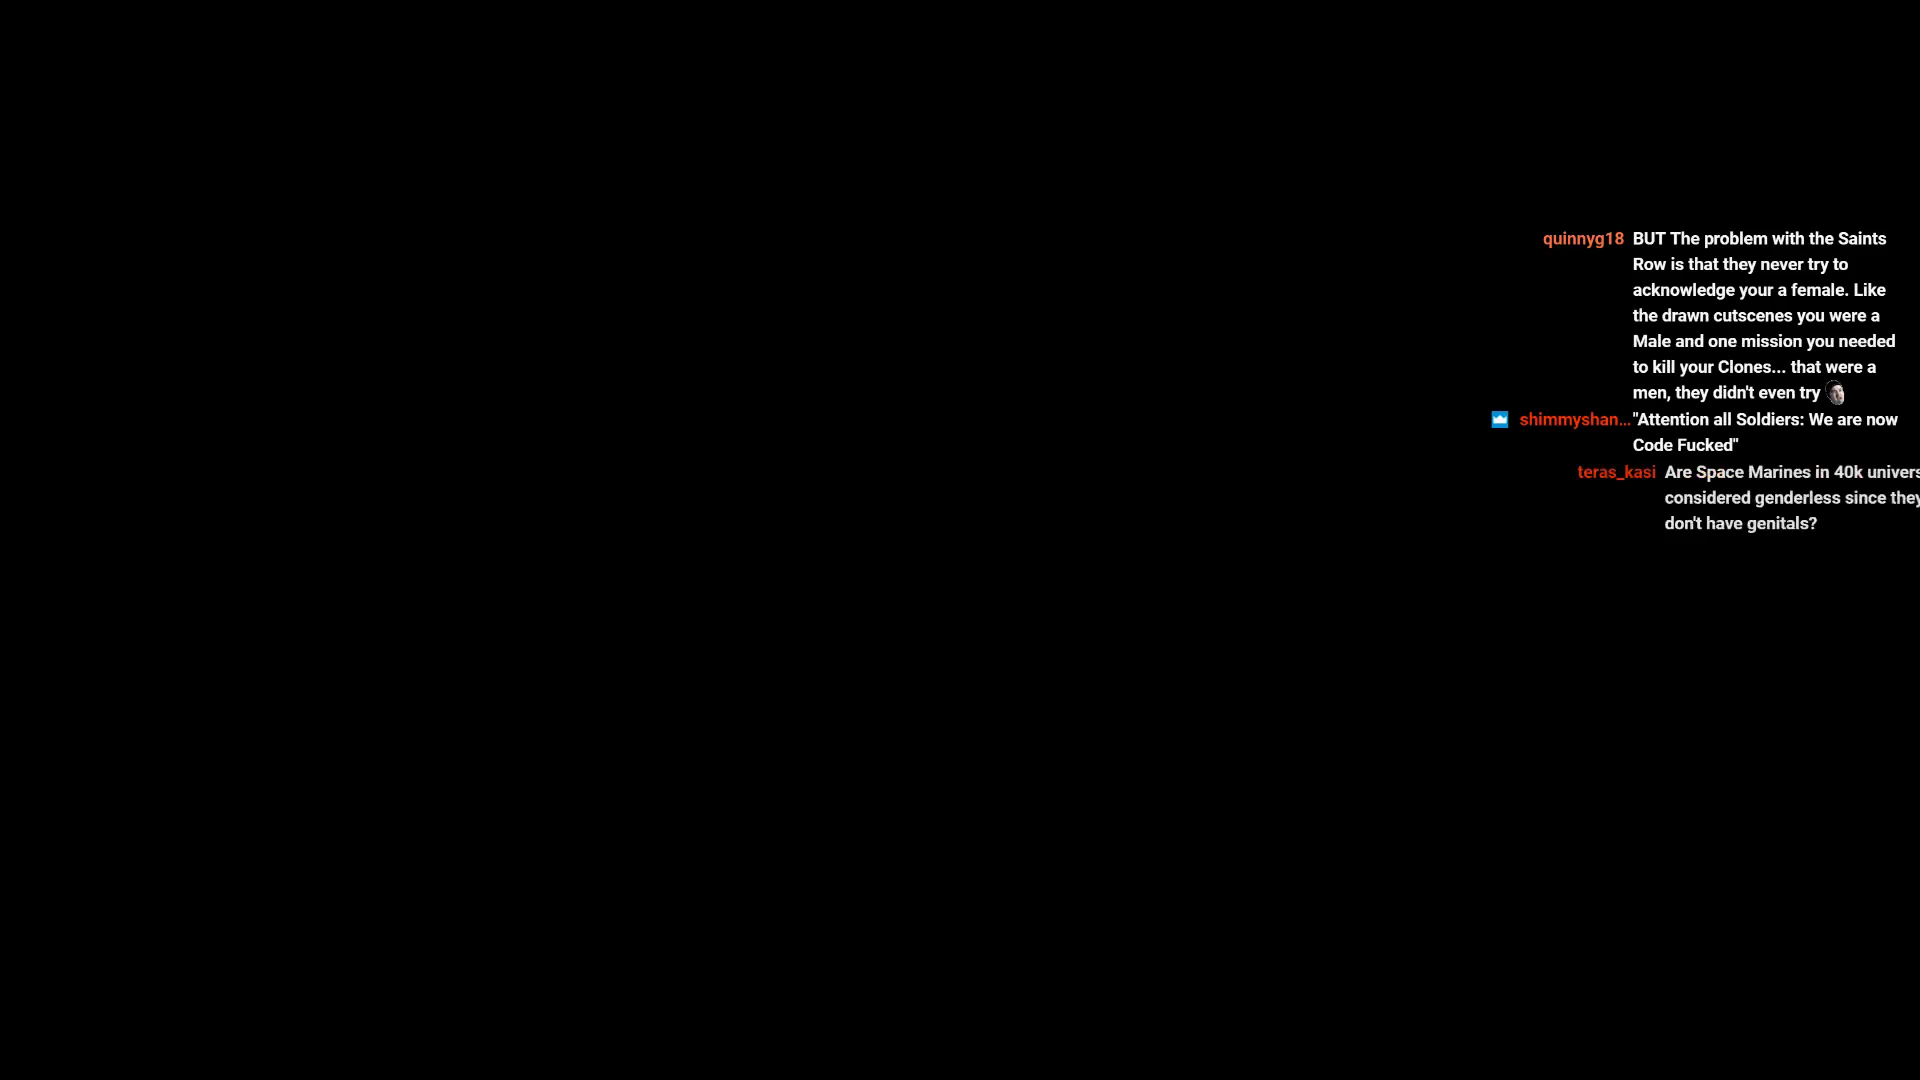 quinnyg18 BUT The problem with the Saints
Row is that they never try to
acknowledge your a female. Like
the drawn cutscenes you were a
Male and one mission you needed
to kill your Clones... that were a
men, they didn't even try
shimmyshan... "Attention all Soldiers: We are now
Code Fucked"
teras_kasi Are Space Marines in 40k univers
considered genderless since they
don't have genitals?